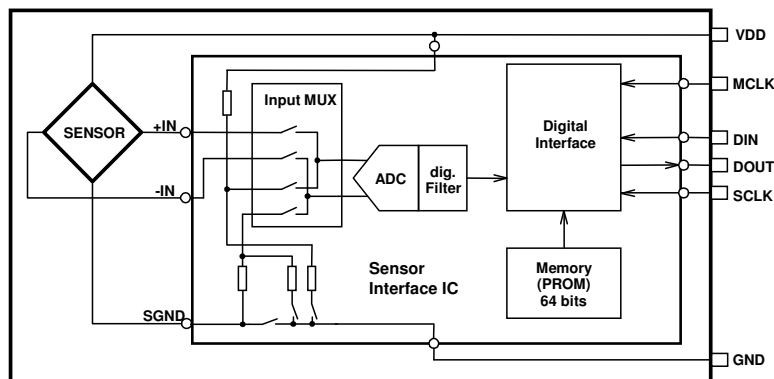 VDD
MCLK
Input MUX
+IN
SENSOR
Digital
Interface
DIN
DOUT
ADC
dig.
Filter
-IN
SCLK
Sensor
Interface IC
Memory
(PROM)
64 bits
SGND
GND